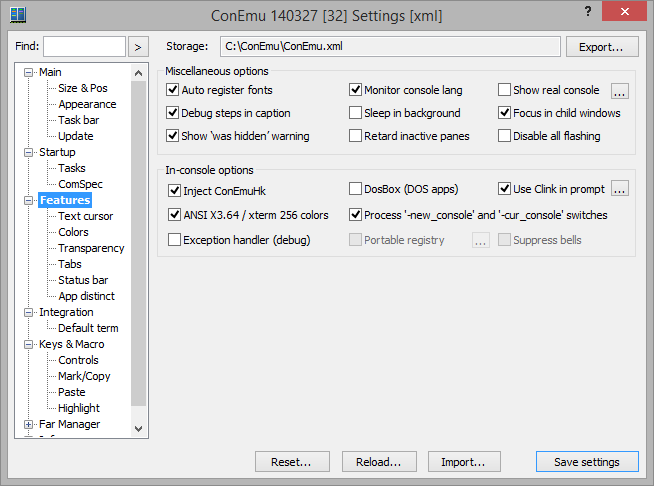 ConEmu 140327 [32] Settings [xml]
? ×
Find: > Storage: C:\ConEmu\ConEmu.xml Export...
Main
Size & Pos
Appearance
Task bar
Update
Startup
Tasks
ComSpec
Features
Text cursor
Colors
Transparency
Tabs
Status bar
App distinct
Integration
Default term
Keys & Macro
Controls
Mark/Copy
Paste
Highlight
Far Manager
Miscellaneous options
Auto register fonts Monitor console lang Show real console ...
Debug steps in caption Sleep in background Focus in child windows
Show 'was hidden' warning Retard inactive panes Disable all flashing
In-console options
Inject ConEmuHk DosBox (DOS apps) Use Clink in prompt ...
ANSI X3.64 / xterm 256 colors Process '-new_console' and '-cur_console' switches
Exception handler (debug) Portable registry ... Suppress bells
Reset... Reload... Import... Save settings